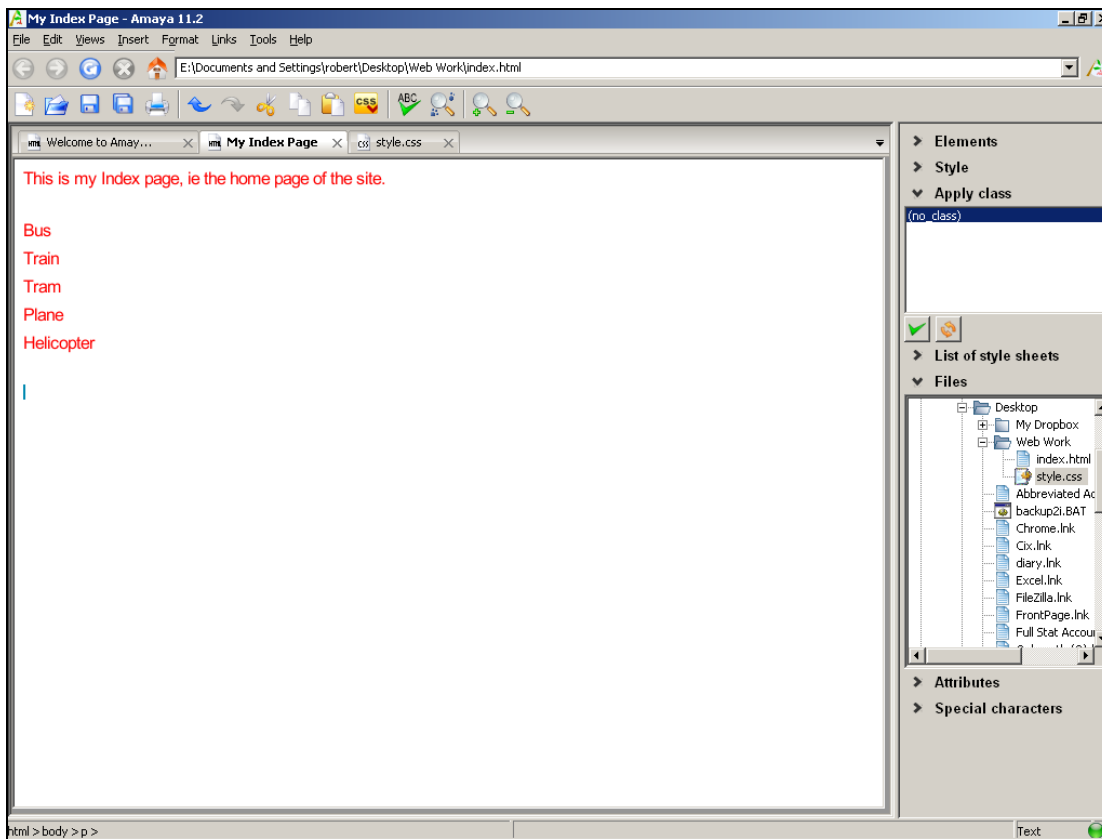 My Index Page - Amaya 11.2
File Edit Views Insert Format Links Tools Help
E:\Documents and Settings\robert\Desktop\Web Work\index.html
CSS ABC
Welcome to Amay... My Index Page style.css
This is my Index page, ie the home page of the site.
Bus
Train
Tram
Plane
Helicopter
Elements
Style
Apply class
(no_class)
List of style sheets
Files
Desktop
My Dropbox
Web Work
index.html
style.css
Abbreviated Ac
backup2i.BAT
Chrome.lnk
Cix.lnk
diary.lnk
Excel.lnk
FileZilla.lnk
FrontPage.lnk
Full Stat Accou
Attributes
Special characters
html > body > p >
Text